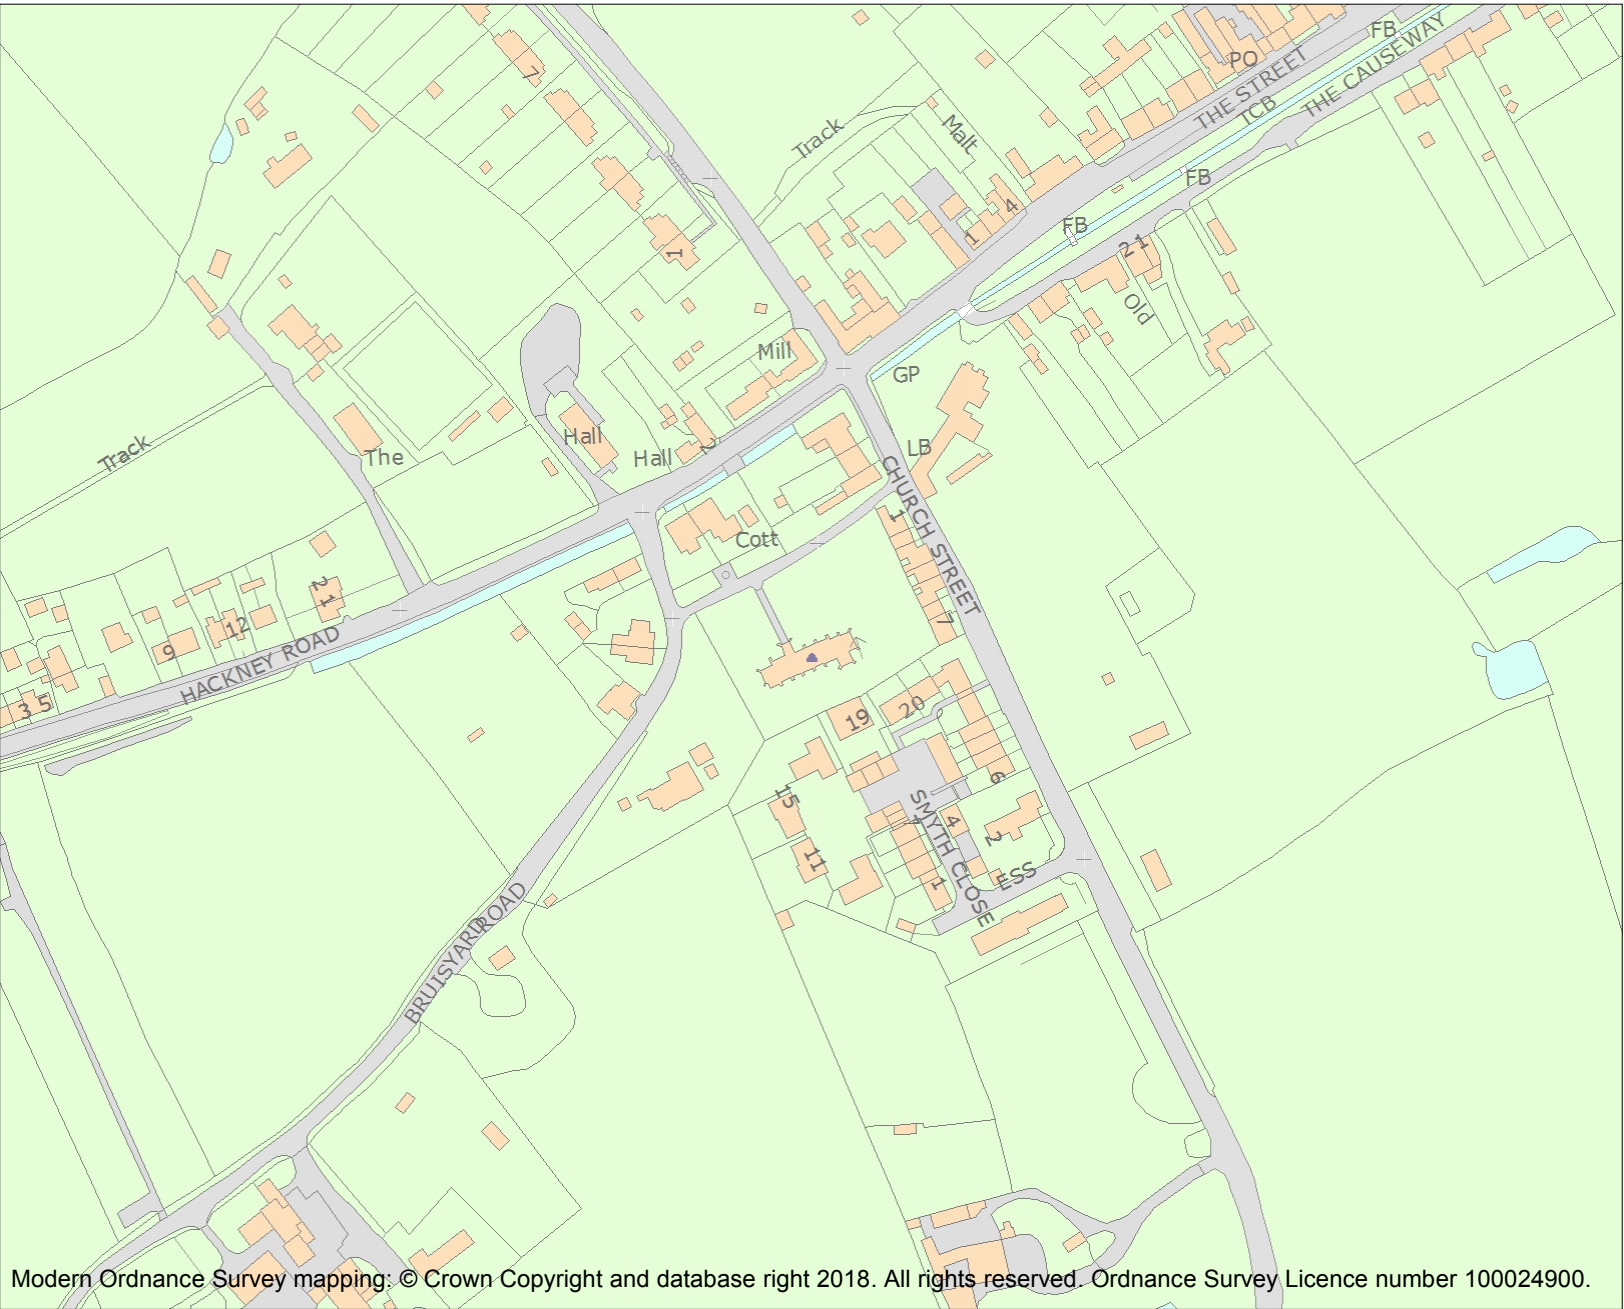 FB
PO
THE STREET
TCB
THE CAUSEWAY
7
Track
Malt
FB
4
FB
1
1
2 1
Old
Mill
GP
Hall
Hall
2
LB
Track
The
CHURCH STREET
1
Cott
7
2 1
12
9
HACKNEY ROAD
3 5
19
20
6
15
SMYTH CLOSE
7
4
2
11
1
ESS
BRUISYARD
ROAD
Modern Ordnance Survey mapping: © Crown Copyright and database right 2018. All rights reserved. Ordnance Survey Licence number 100024900.